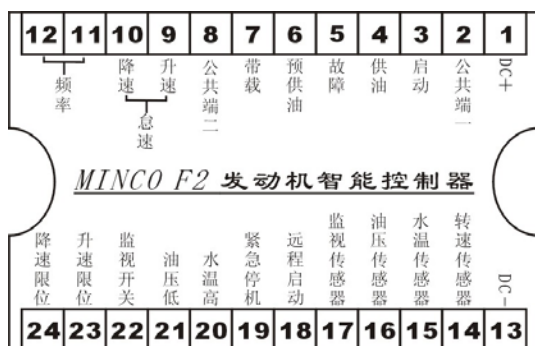 12 11 10 9 8 7 6 5 4 3 2 1
频率 降速 升速 公共端二 带载 预供油 故障 供油 启动 公共端一 DC+
怠速
MINCO F2 发动机智能控制器
降速限位 升速限位 监视开关 油压低 水温高 紧急停机 远程启动 监视传感器 油压传感器 水温传感器 转速传感器 DC-
24 23 22 21 20 19 18 17 16 15 14 13